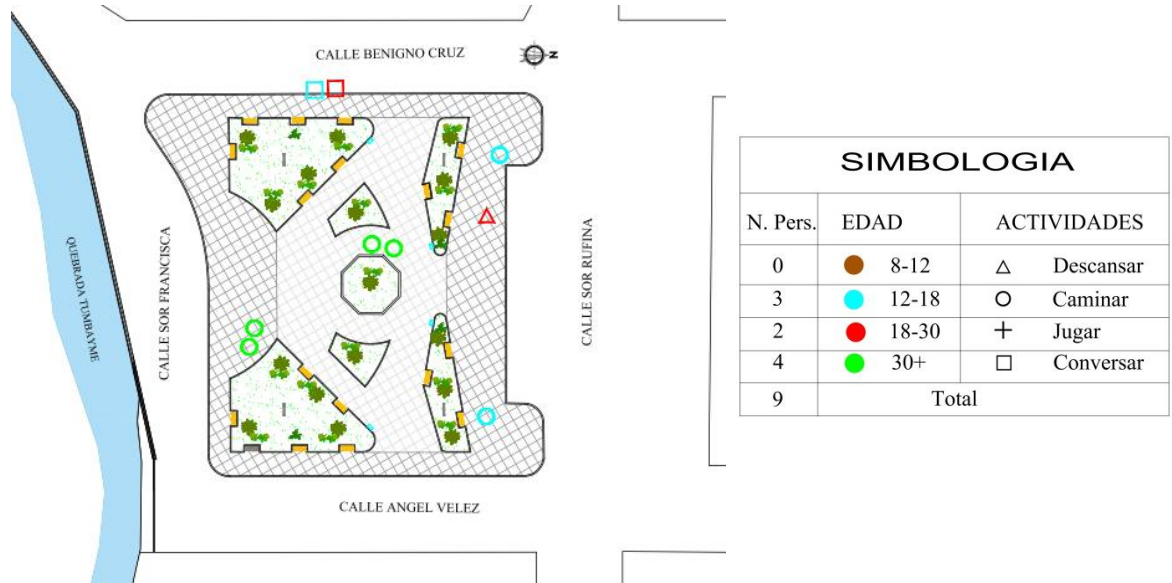 CALLE BENIGNO CRUZ
N
QUEBRADA TUMBAYME
CALLE SOR FRANCISCA
CALLE SOR RUFINA
CALLE ANGEL VELEZ
SIMBOLOGIA
N. Pers. EDAD ACTIVIDADES
0 8-12 Descansar
3 12-18 Caminar
2 18-30 Jugar
4 30+ Conversar
9 Total